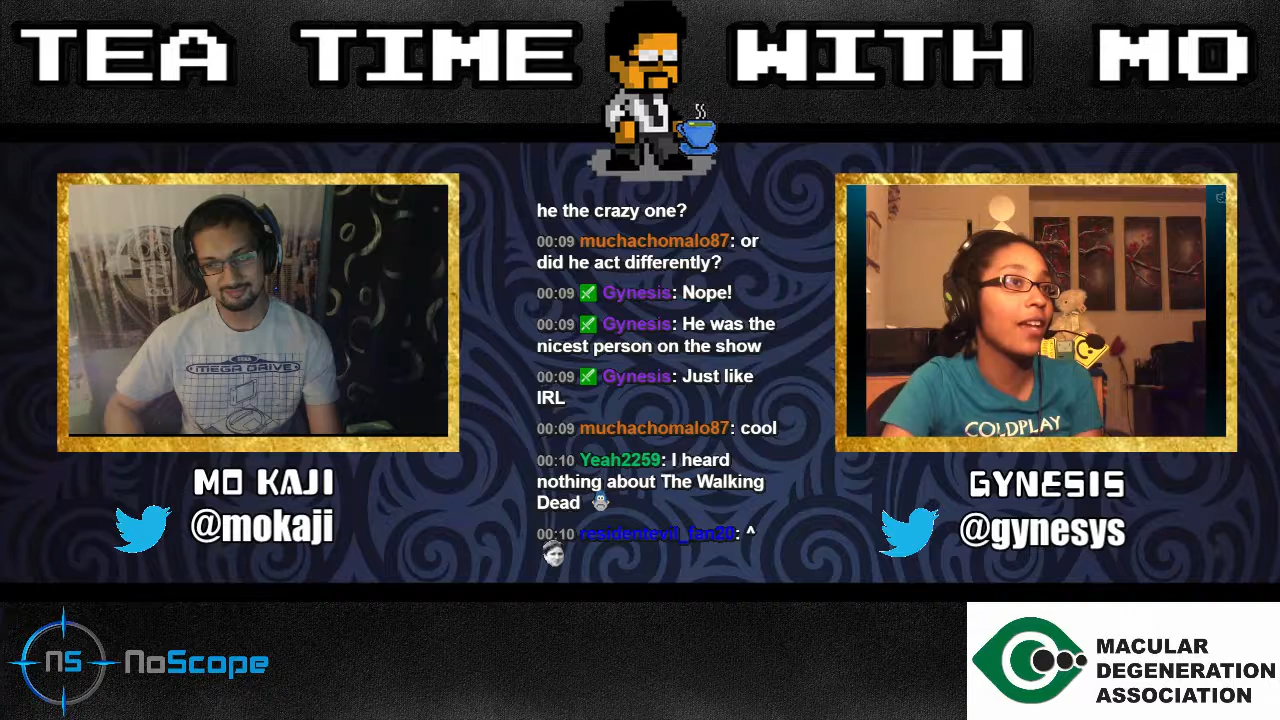 TEA TIME WITH MO
he the crazy one?
00:09 muchachomalo87: or
did he act differently?
00:09 Gynesis: Nope!
00:09 Gynesis: He was the
nicest person on the show
00:09 Gynesis: Just like
IRL
00:09 muchachomalo87: cool
00:10 Yeah2259: I heard
nothing about The Walking
Dead
00:10 residentevil_fan20: ^
MEGA DRIVE
MO KAJI
@mokaji
COLDPLAY
GYNESIS
@gynesys
NS NoScope
MACULAR
DEGENERATION
ASSOCIATION